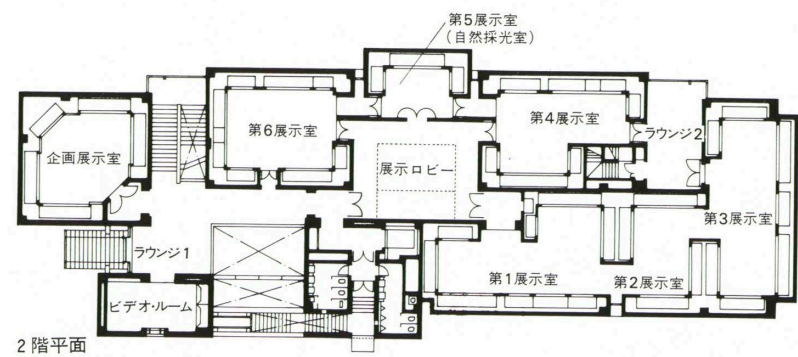 第5展示室
(自然採光室)
第6展示室
第4展示室
ラウンジ2
企画展示室
展示ロビー
第3展示室
ラウンジ1
第1展示室
第2展示室
ビデオ・ルーム
2階平面